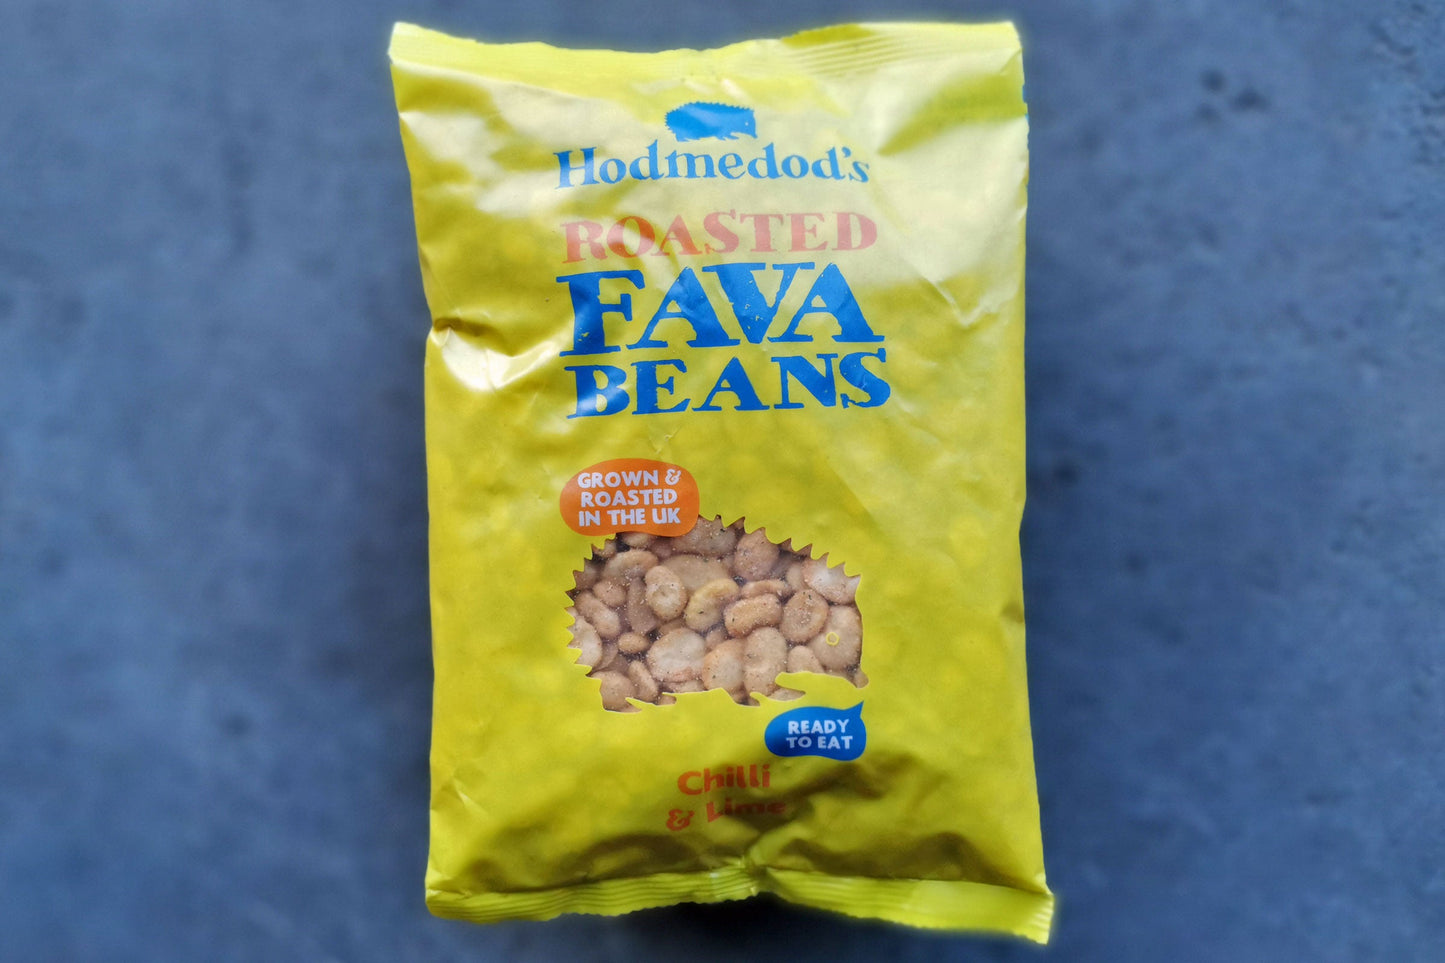 Hodmedod's
ROASTED
FAVA
BEANS
GROWN &
ROASTED
IN THE UK
READY
TO EAT
Chilli
& Lime